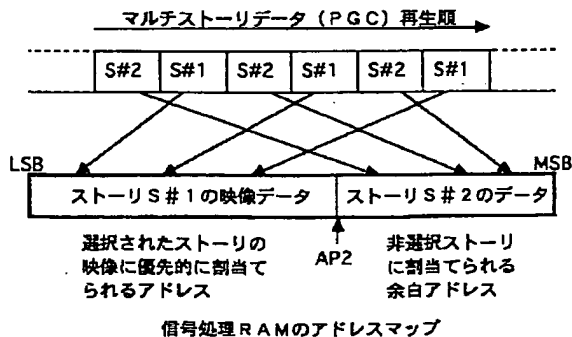 マルチストーリデータ(PGC)再生順
S#2 S#1 S#2 S#1 S#2 S#1
LSB MSB
ストーリS#1の映像データ ストーリS#2のデータ
選択されたストーリの
映像に優先的に割当て
られるアドレス
AP2
非選択ストーリ
に割当てられる
余白アドレス
信号処理RAMのアドレスマップ